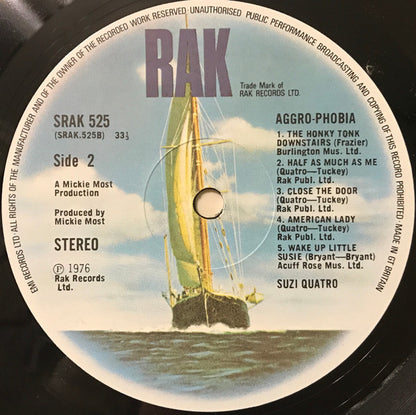 EMI RECORDS LTD·ALL RIGHTS OF THE MANUFACTURER AND OF THE OWNER OF THE RECORDED WORK RESERVED·UNAUTHORISED PUBLIC PERFORMANCE BROADCASTING AND COPYING OF THIS RECORD PROHIBITED·MADE IN GT BRITAIN
RAK
Trade Mark of
RAK RECORDS LTD.
SRAK 525
(SRAK.525B) 33⅓
Side 2
A Mickie Most
Production
Produced by
Mickie Most
STEREO
Ⓟ 1976
Rak Records
Ltd.
AGGRO-PHOBIA
1. THE HONKY TONK
DOWNSTAIRS (Frazier)
Burlington Mus. Ltd.
2. HALF AS MUCH AS ME
(Quatro—Tuckey)
Rak Publ. Ltd.
3. CLOSE THE DOOR
(Quatro—Tuckey)
Rak Publ. Ltd.
4. AMERICAN LADY
(Quatro—Tuckey)
Rak Publ. Ltd.
5. WAKE UP LITTLE
SUSIE (Bryant—Bryant)
Acuff Rose Mus. Ltd.
SUZI QUATRO